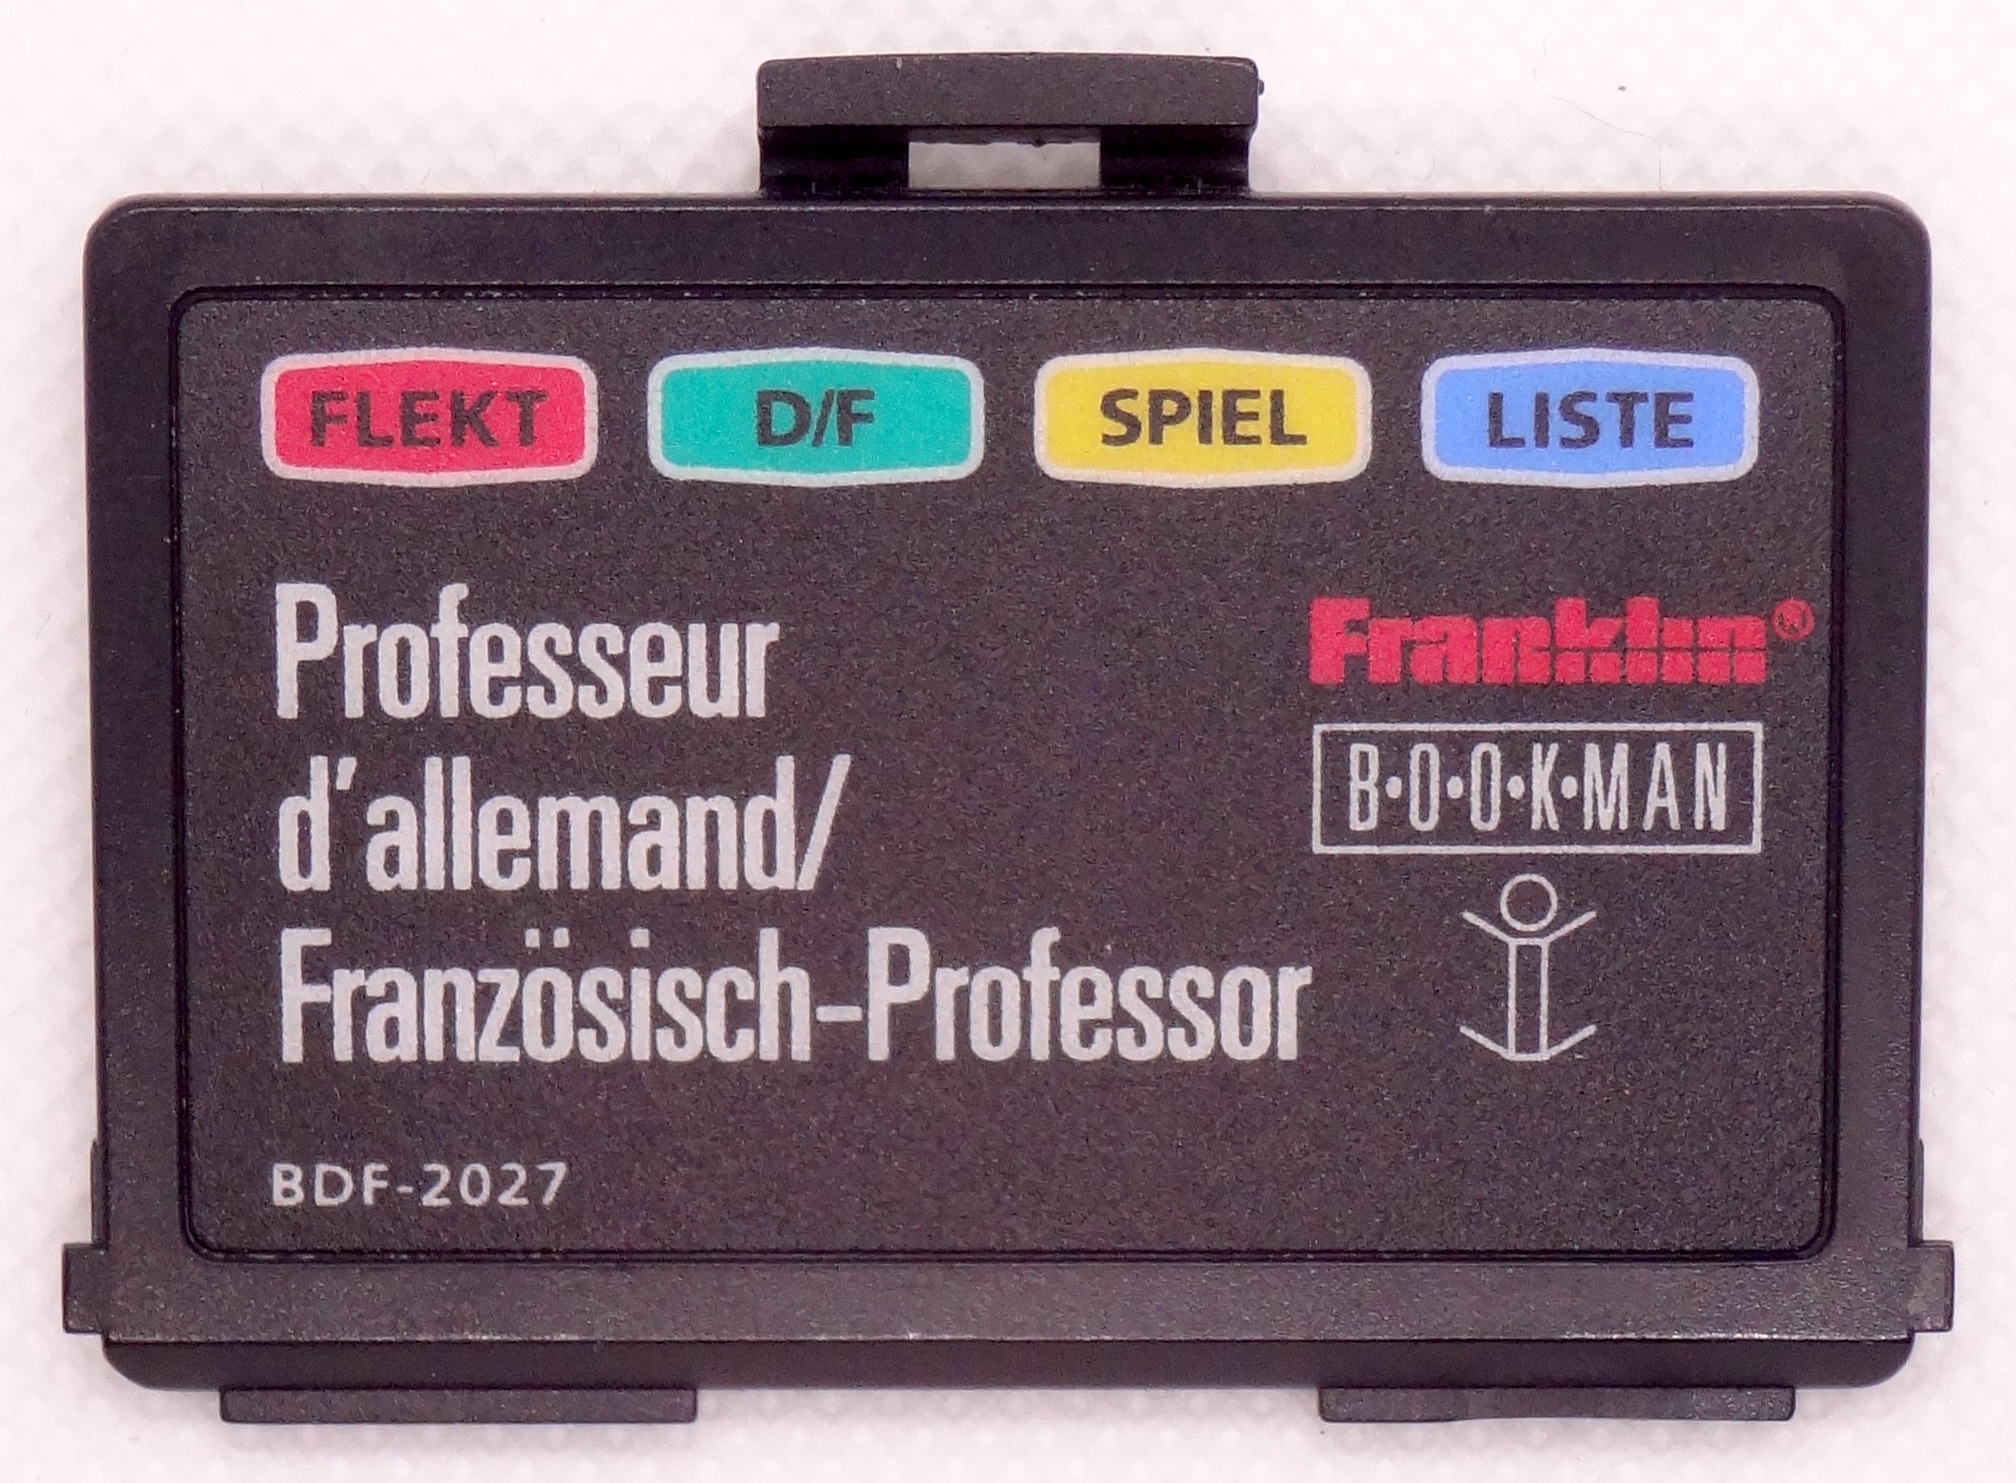 FLEKT D/F SPIEL LISTE
Professeur
d'allemand/
Französisch-Professor
Franklin®
B•O•O•K•MAN
BDF-2027